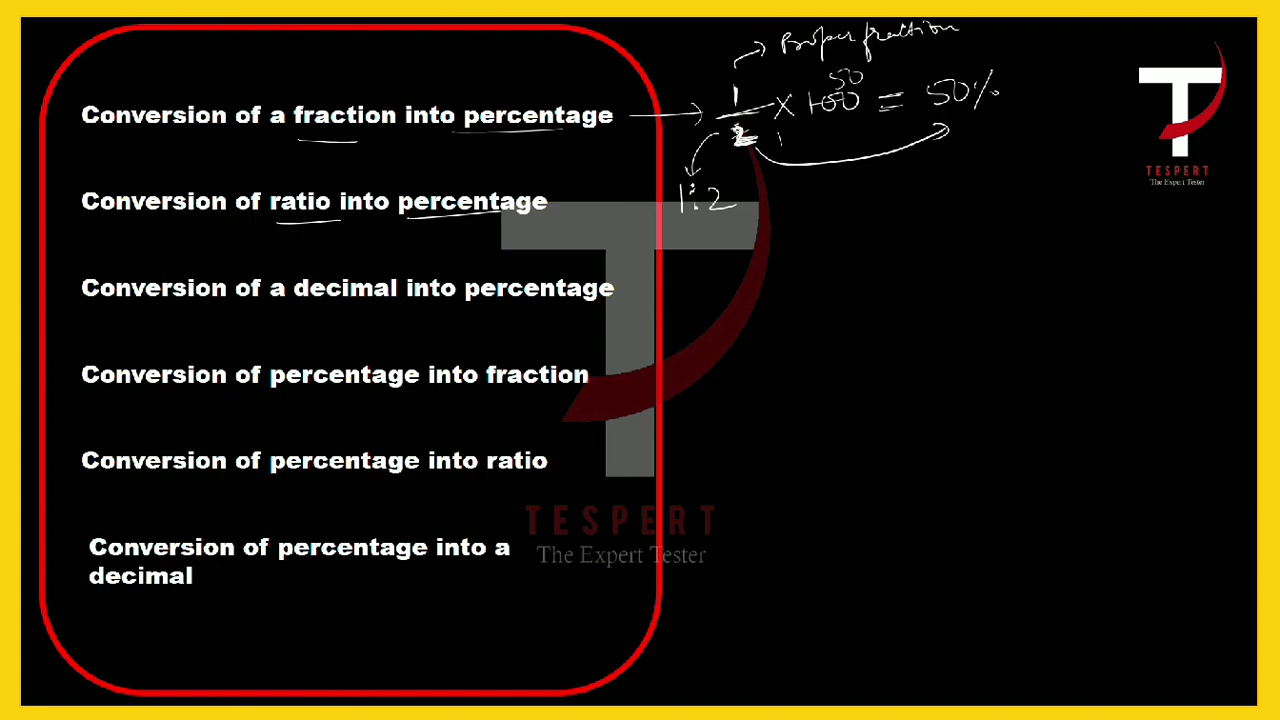 Proper fraction
Conversion of a fraction into percentage
1/2 X 100 = 50%
50
1
1:2
Conversion of ratio into percentage
Conversion of a decimal into percentage
Conversion of percentage into fraction
Conversion of percentage into ratio
Conversion of percentage into a
decimal
TESPERT
The Expert Tester
TESPERT
The Expert Tester